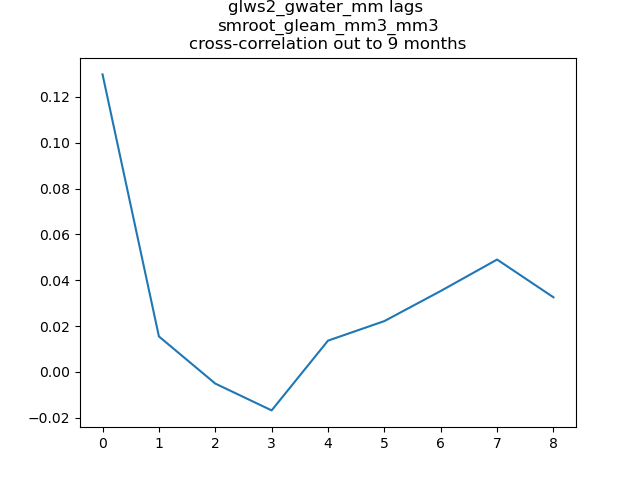 glws2_gwater_mm lags
smroot_gleam_mm3_mm3
cross-correlation out to 9 months
0.12
0.10
0.08
0.06
0.04
0.02
0.00
−0.02
0 1 2 3 4 5 6 7 8